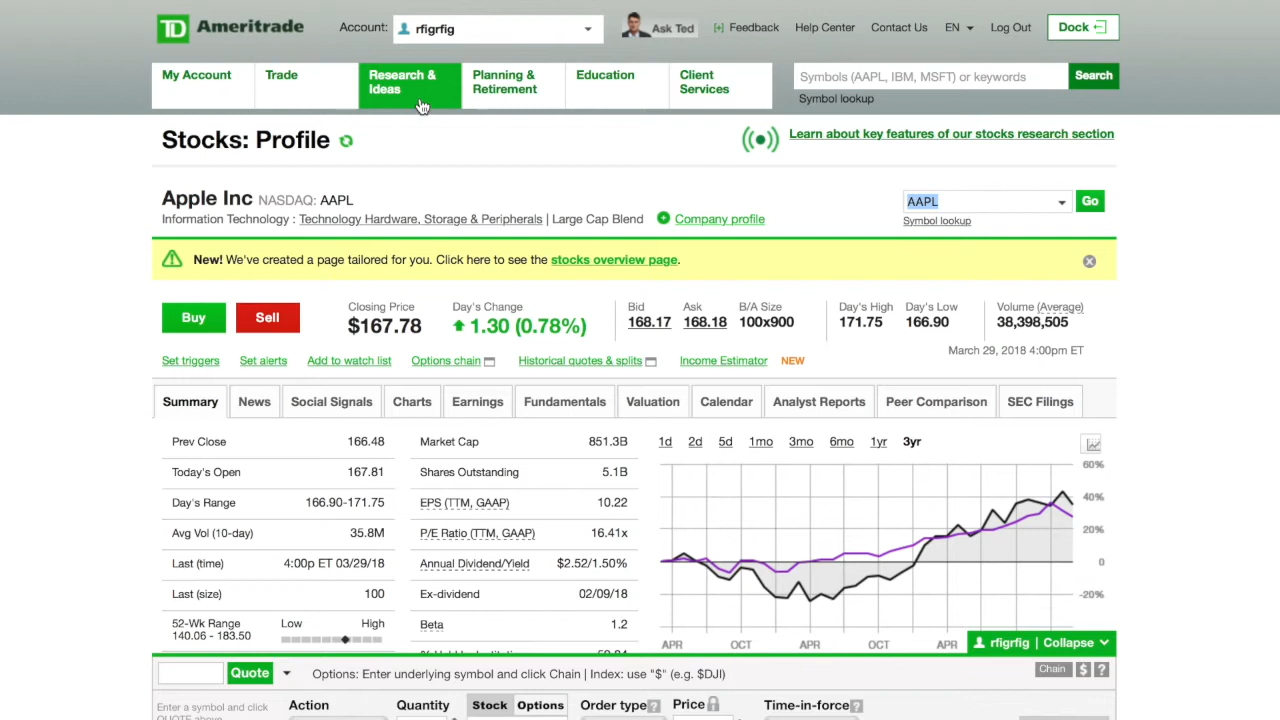 TD Ameritrade
Account: rfigrfig
Ask Ted
[+] Feedback
Help Center
Contact Us
EN
Log Out
Dock
My Account
Trade
Research & Ideas
Planning & Retirement
Education
Client Services
Symbols (AAPL, IBM, MSFT) or keywords
Search
Symbol lookup
Stocks: Profile
Learn about key features of our stocks research section
Apple Inc NASDAQ: AAPL
Information Technology : Technology Hardware, Storage & Peripherals | Large Cap Blend
Company profile
AAPL
Go
Symbol lookup
New! We've created a page tailored for you. Click here to see the stocks overview page.
Buy
Sell
Closing Price
$167.78
Day's Change
1.30 (0.78%)
Bid
168.17
Ask
168.18
B/A Size
100x900
Day's High
171.75
Day's Low
166.90
Volume (Average)
38,398,505
March 29, 2018 4:00pm ET
Set triggers
Set alerts
Add to watch list
Options chain
Historical quotes & splits
Income Estimator NEW
Summary
News
Social Signals
Charts
Earnings
Fundamentals
Valuation
Calendar
Analyst Reports
Peer Comparison
SEC Filings
Prev Close 166.48
Today's Open 167.81
Day's Range 166.90-171.75
Avg Vol (10-day) 35.8M
Last (time) 4:00p ET 03/29/18
Last (size) 100
52-Wk Range
140.06 - 183.50
Low High
Market Cap 851.3B
Shares Outstanding 5.1B
EPS (TTM, GAAP) 10.22
P/E Ratio (TTM, GAAP) 16.41x
Annual Dividend/Yield $2.52/1.50%
Ex-dividend 02/09/18
Beta 1.2
1d 2d 5d 1mo 3mo 6mo 1yr 3yr
60%
40%
20%
0
-20%
APR OCT APR OCT APR
rfigrfig | Collapse
Quote
Options: Enter underlying symbol and click Chain | Index: use "$" (e.g. $DJI)
Chain $ ?
Enter a symbol and click
Action
Quantity
Stock Options
Order type ?
Price
Time-in-force ?